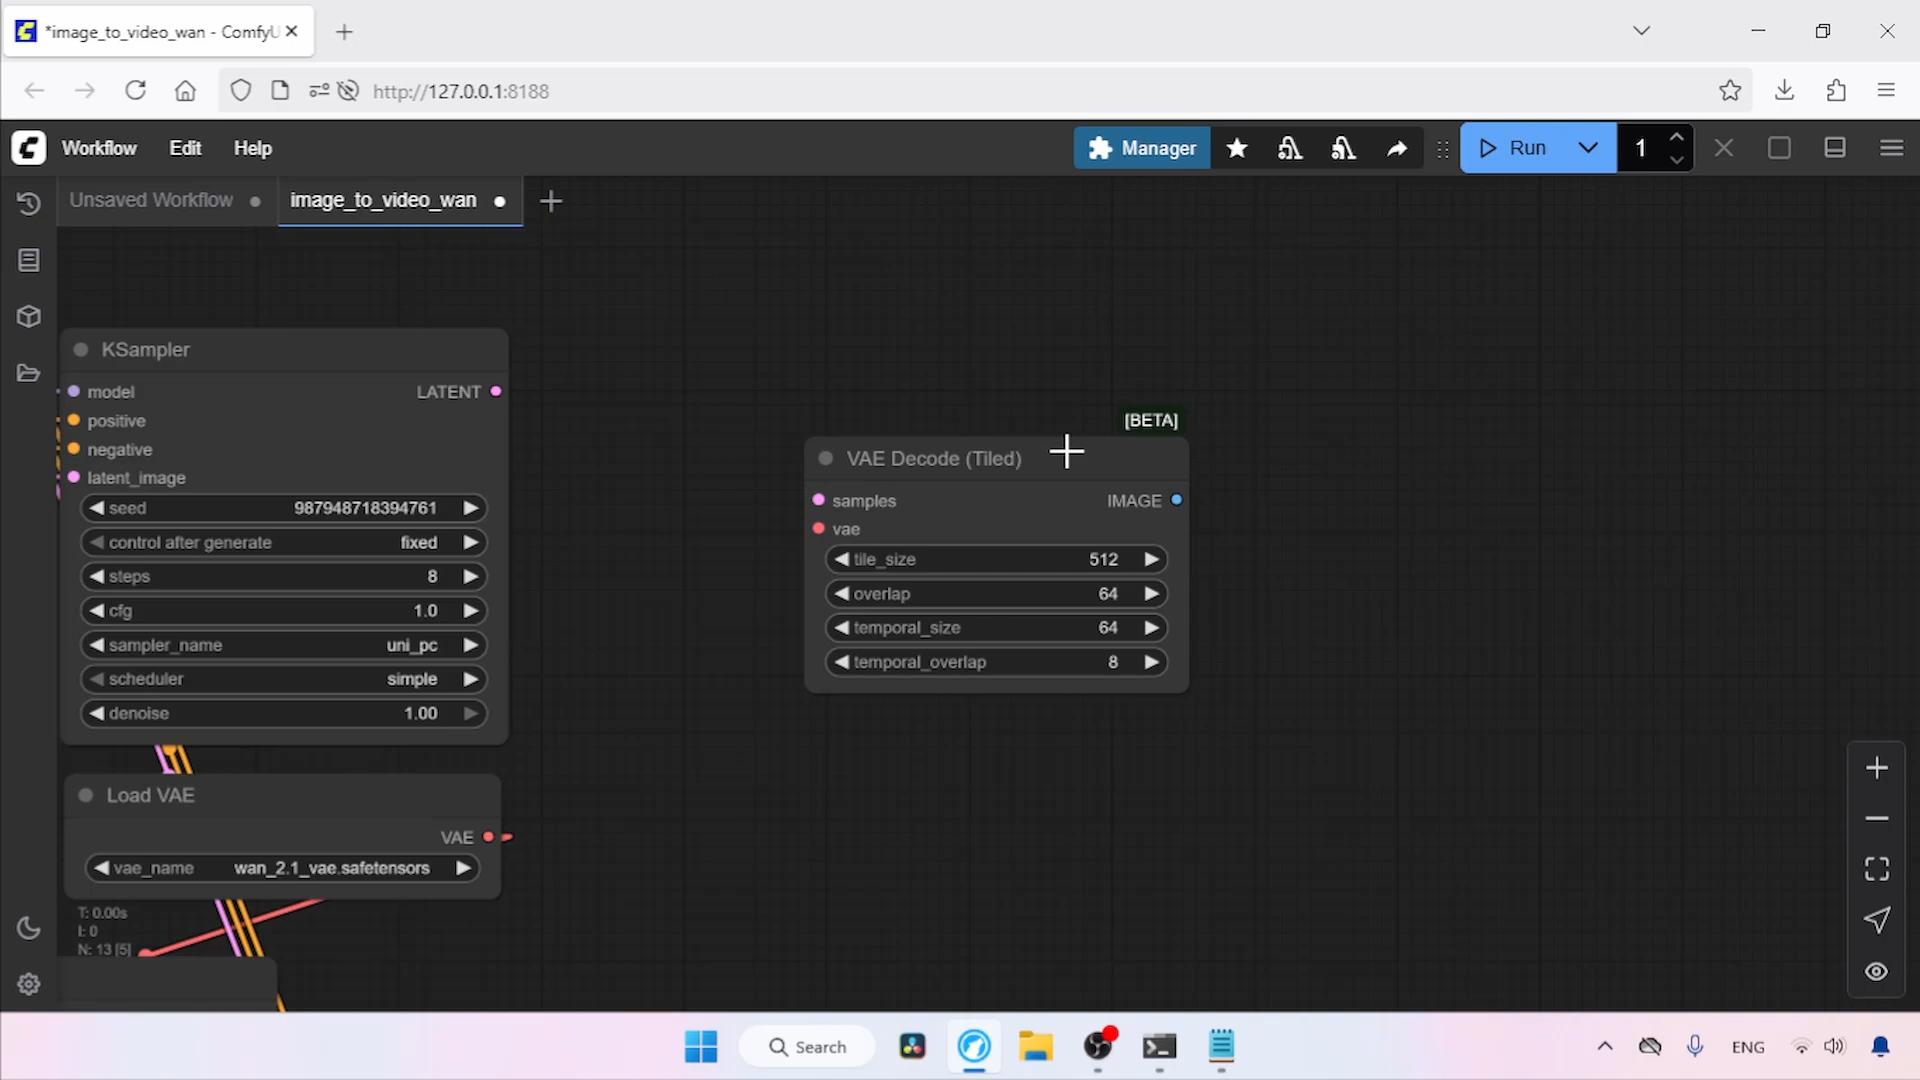 *image_to_video_wan - ComfyU
http://127.0.0.1:8188
Workflow Edit Help
Manager
Run
1
Unsaved Workflow
image_to_video_wan
KSampler
model LATENT
positive
negative
latent_image
seed 987948718394761
control after generate fixed
steps 8
cfg 1.0
sampler_name uni_pc
scheduler simple
denoise 1.00
Load VAE
VAE
vae_name wan_2.1_vae.safetensors
T: 0.00s
I: 0
N: 13 [5]
[BETA]
VAE Decode (Tiled)
samples IMAGE
vae
tile_size 512
overlap 64
temporal_size 64
temporal_overlap 8
Search
ENG